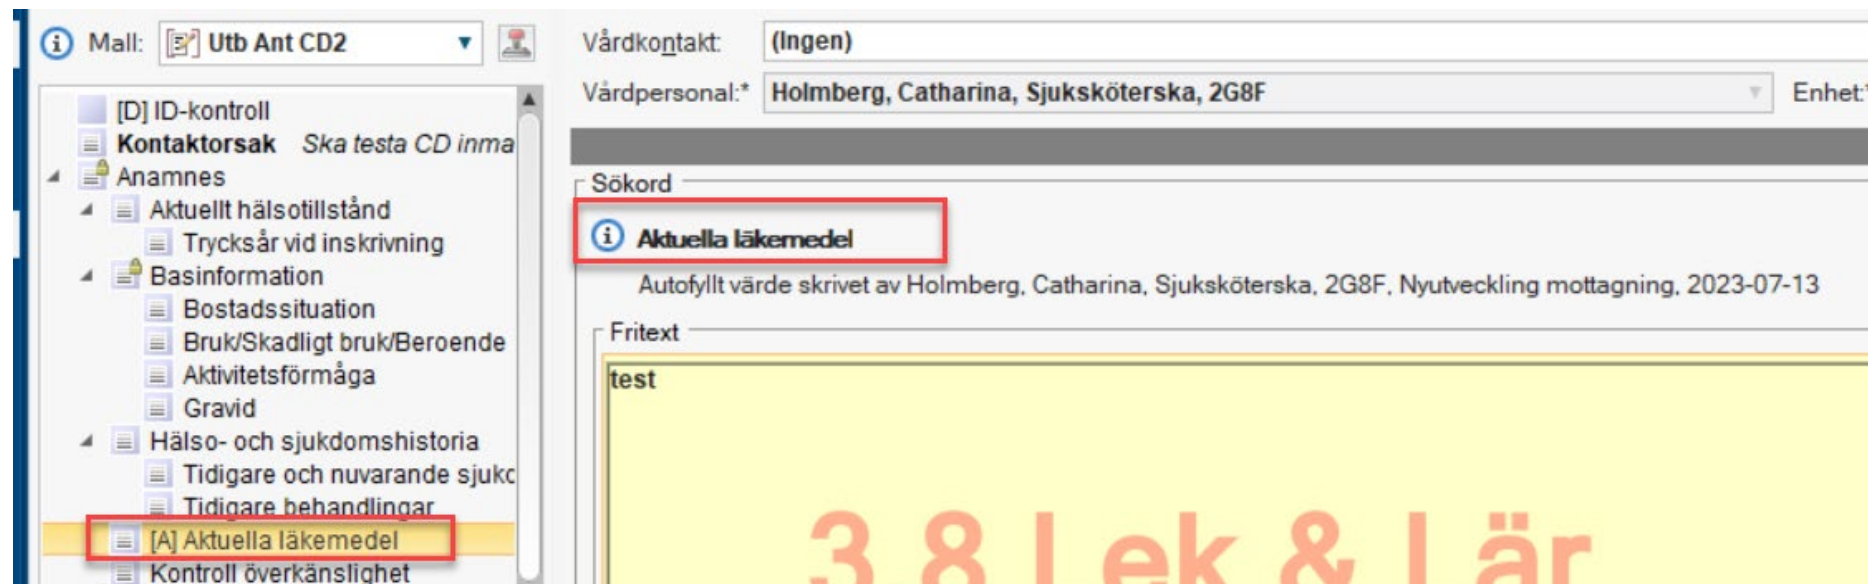 Mall: Utb Ant CD2
[D] ID-kontroll
Kontaktorsak Ska testa CD inma
Anamnes
Aktuellt hälsotillstånd
Trycksår vid inskrivning
Basinformation
Bostadssituation
Bruk/Skadligt bruk/Beroende
Aktivitetsförmåga
Gravid
Hälso- och sjukdomshistoria
Tidigare och nuvarande sjukd
Tidigare behandlingar
[A] Aktuella läkemedel
Kontroll överkänslighet
Vårdkontakt: (Ingen)
Vårdpersonal:* Holmberg, Catharina, Sjuksköterska, 2G8F Enhet:*
Sökord
Aktuella läkemedel
Autofyllt värde skrivet av Holmberg, Catharina, Sjuksköterska, 2G8F, Nyutveckling mottagning, 2023-07-13
Fritext
test
3.8 Lek & Lär